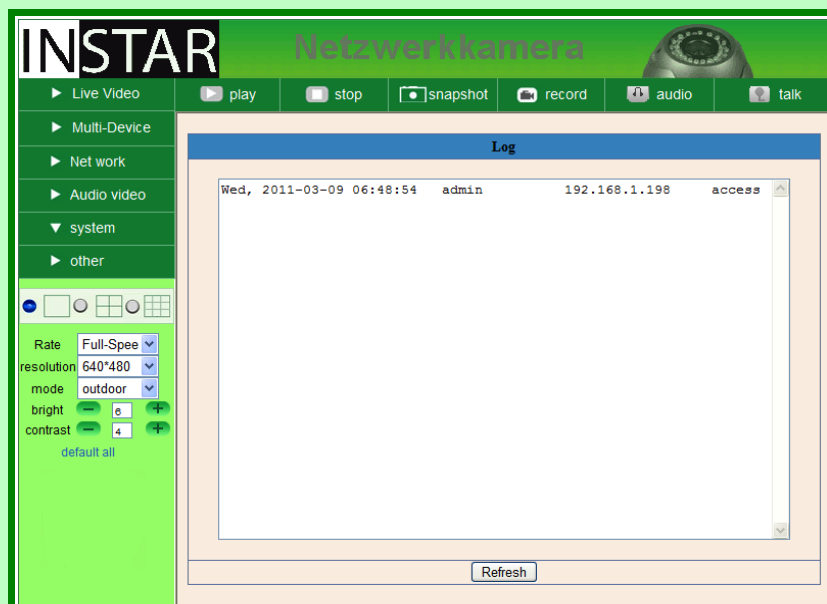 INSTAR Netzwerkkamera
Live Video
play
stop
snapshot
record
audio
talk
Multi-Device
Net work
Audio video
system
other
Log
Wed, 2011-03-09 06:48:54 admin 192.168.1.198 access
Rate Full-Spee
resolution 640*480
mode outdoor
bright 6
contrast 4
default all
Refresh